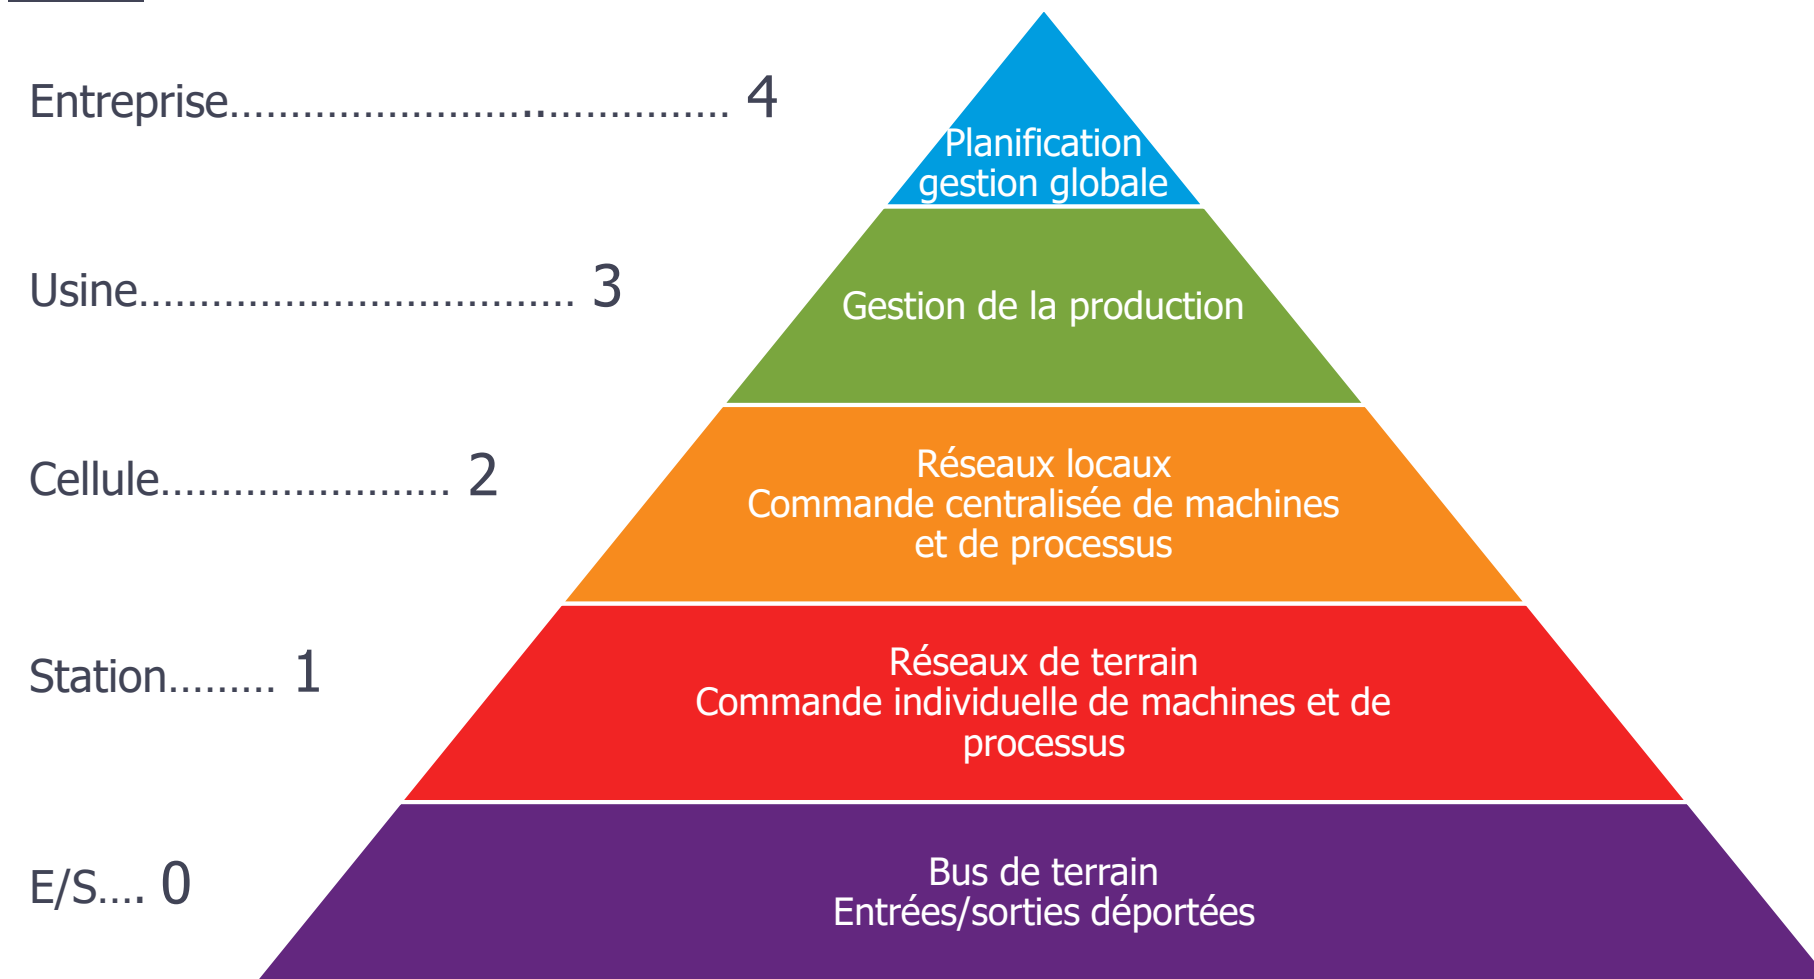 Entreprise......................................... 4
Planification
gestion globale
Usine.................................... 3
Gestion de la production
Cellule........................ 2
Réseaux locaux
Commande centralisée de machines
et de processus
Station......... 1
Réseaux de terrain
Commande individuelle de machines et de
processus
E/S.... 0
Bus de terrain
Entrées/sorties déportées